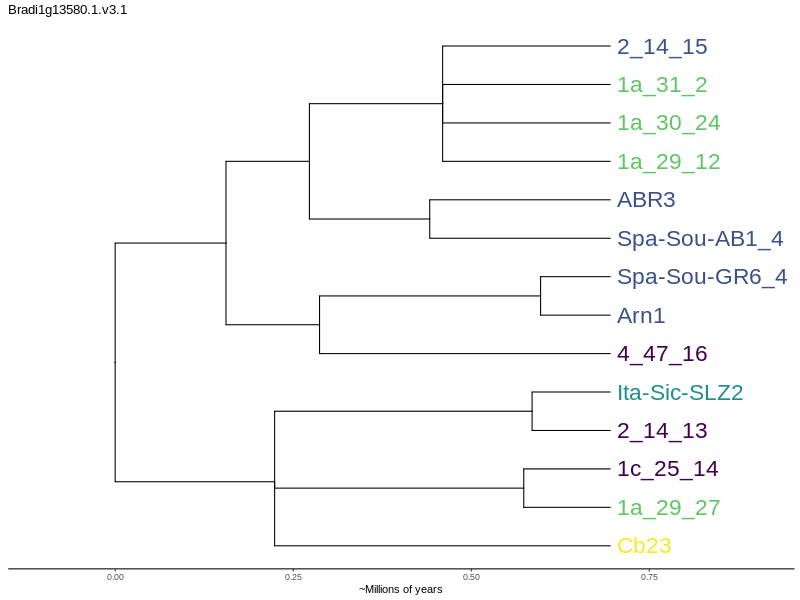 Bradi1g13580.1.v3.1
2_14_15
1a_31_2
1a_30_24
1a_29_12
ABR3
Spa-Sou-AB1_4
Spa-Sou-GR6_4
Arn1
4_47_16
Ita-Sic-SLZ2
2_14_13
1c_25_14
1a_29_27
Cb23
0.00 0.25 0.50 0.75
~Millions of years